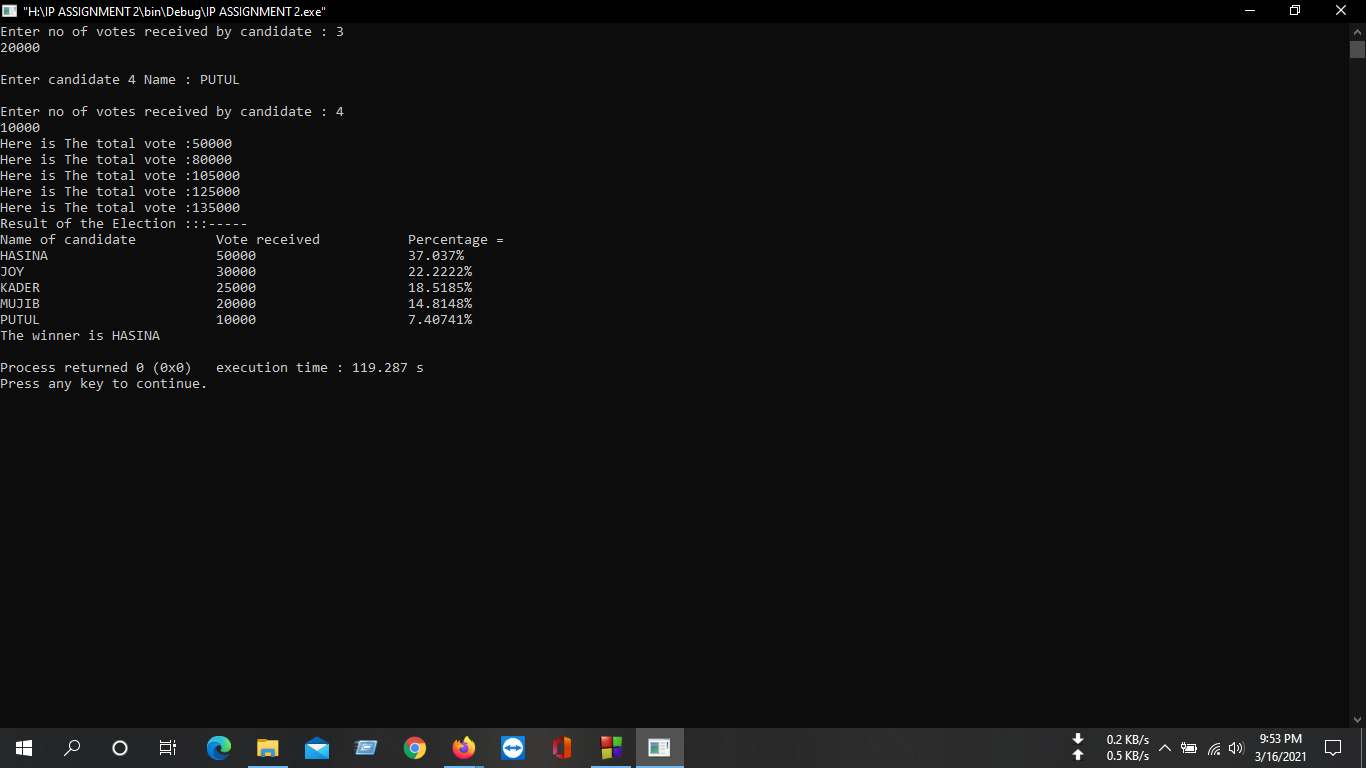 "H:\IP ASSIGNMENT 2\bin\Debug\IP ASSIGNMENT 2.exe"
Enter no of votes received by candidate : 3
20000
Enter candidate 4 Name : PUTUL
Enter no of votes received by candidate : 4
10000
Here is The total vote :50000
Here is The total vote :80000
Here is The total vote :105000
Here is The total vote :125000
Here is The total vote :135000
Result of the Election :::-----
Name of candidate Vote received Percentage =
HASINA 50000 37.037%
JOY 30000 22.2222%
KADER 25000 18.5185%
MUJIB 20000 14.8148%
PUTUL 10000 7.40741%
The winner is HASINA
Process returned 0 (0x0) execution time : 119.287 s
Press any key to continue.
0.2 KB/s
0.5 KB/s
9:53 PM
3/16/2021